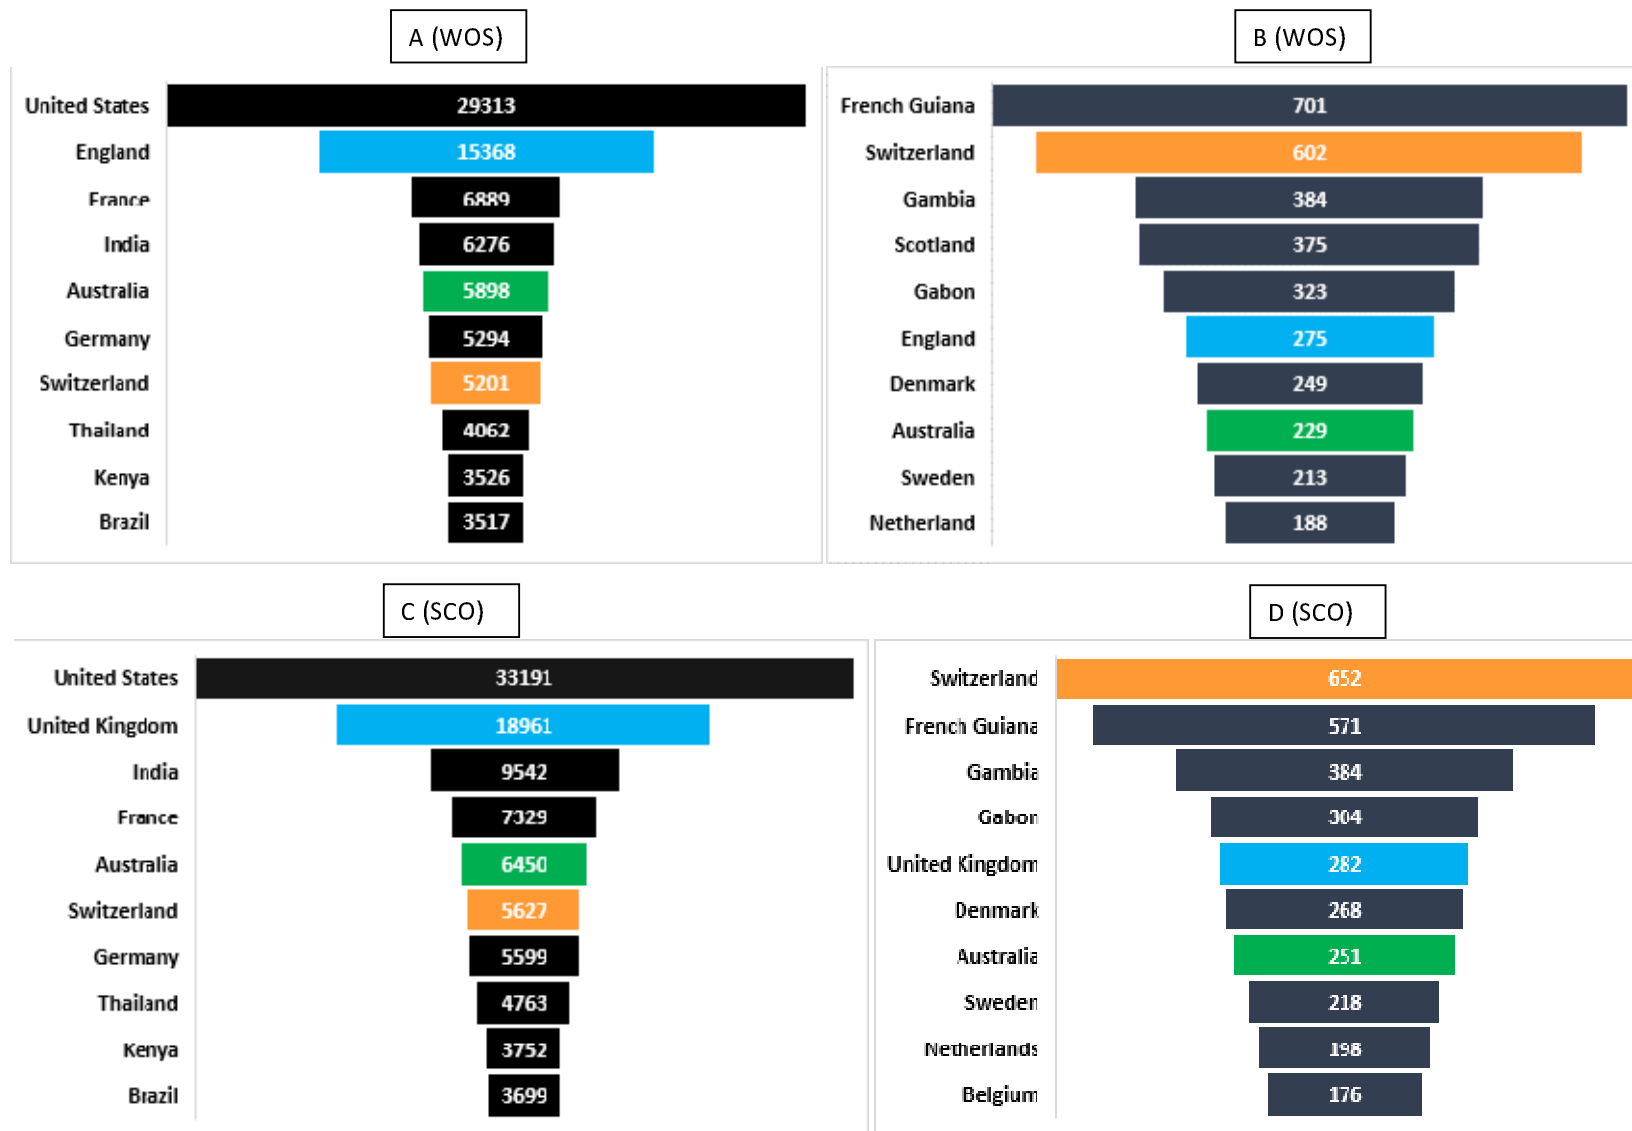 A (WOS)
United States 29313
England 15368
France 6889
India 6276
Australia 5898
Germany 5294
Switzerland 5201
Thailand 4062
Kenya 3526
Brazil 3517
B (WOS)
French Guiana 701
Switzerland 602
Gambia 384
Scotland 375
Gabon 323
England 275
Denmark 249
Australia 229
Sweden 213
Netherland 188
C (SCO)
United States 33191
United Kingdom 18961
India 9542
France 7329
Australia 6450
Switzerland 5627
Germany 5599
Thailand 4763
Kenya 3752
Brazil 3699
D (SCO)
Switzerland 652
French Guiana 571
Gambia 384
Gabon 304
United Kingdom 282
Denmark 268
Australia 251
Sweden 218
Netherlands 198
Belgium 176